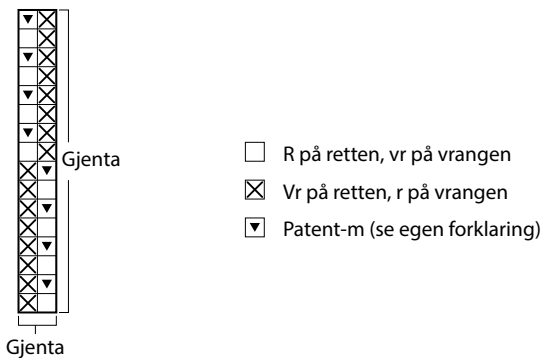 Gjenta
R på retten, vr på vrangen
Vr på retten, r på vrangen
Patent-m (se egen forklaring)
Gjenta